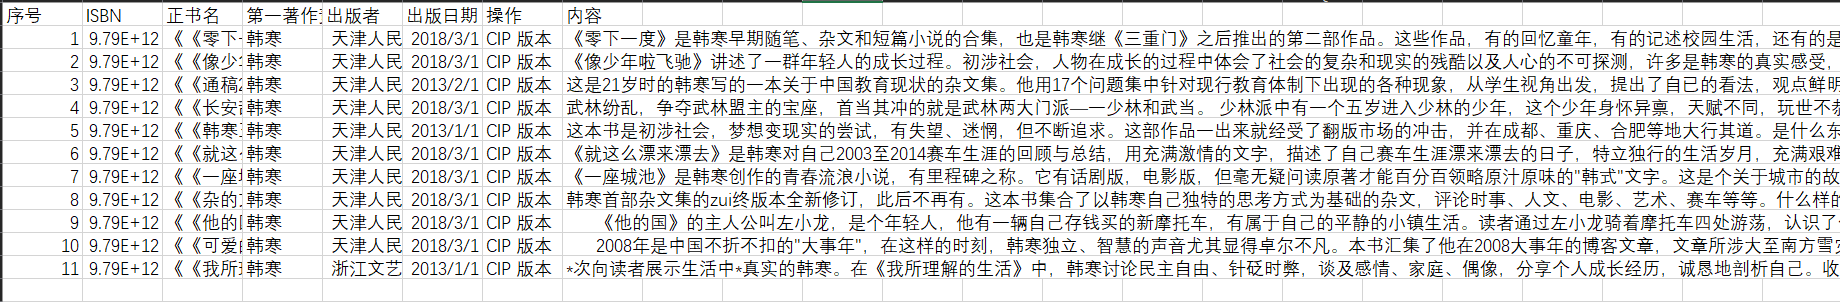 序号 ISBN 正书名 第一著作 出版者 出版日期 操作 内容
1 9.79E+12 《《零下一 韩寒 天津人民 2018/3/1 CIP 版本 《零下一度》是韩寒早期随笔、杂文和短篇小说的合集，也是韩寒继《三重门》之后推出的第二部作品。这些作品，有的回忆童年，有的记述校园生活，还有的是
2 9.79E+12 《《像少 韩寒 天津人民 2018/3/1 CIP 版本 《像少年啦飞驰》讲述了一群年轻人的成长过程。初涉社会，人物在成长的过程中体会了社会的复杂和现实的残酷以及人心的不可探测，许多是韩寒的真实感受，
3 9.79E+12 《《通稿2 韩寒 天津人民 2013/2/1 CIP 版本 这是21岁时的韩寒写的一本关于中国教育现状的杂文集。他用17个问题集中针对现行教育体制下出现的各种现象，从学生视角出发，提出了自已的看法，观点鲜明
4 9.79E+12 《《长安 韩寒 天津人民 2018/3/1 CIP 版本 武林纷乱，争夺武林盟主的宝座，首当其冲的就是武林两大门派—一少林和武当。 少林派中有一个五岁进入少林的少年，这个少年身怀异禀，天赋不同，玩世不恭
5 9.79E+12 《《韩寒 韩寒 天津人民 2013/1/1 CIP 版本 这本书是初涉社会，梦想变现实的尝试，有失望、迷惘，但不断追求。这部作品一出来就经受了翻版市场的冲击，并在成都、重庆、合肥等地大行其道。是什么东
6 9.79E+12 《《就这 韩寒 天津人民 2018/3/1 CIP 版本 《就这么漂来漂去》是韩寒对自己2003至2014赛车生涯的回顾与总结，用充满激情的文字，描述了自己赛车生涯漂来漂去的日子，特立独行的生活岁月，充满艰难
7 9.79E+12 《《一座 韩寒 天津人民 2018/3/1 CIP 版本 《一座城池》是韩寒创作的青春流浪小说，有里程碑之称。它有话剧版，电影版，但毫无疑问读原著才能百分百领略原汁原味的"韩式"文字。这是个关于城市的故
8 9.79E+12 《《杂的 韩寒 天津人民 2018/3/1 CIP 版本 韩寒首部杂文集的zui终版本全新修订，此后不再有。这本书集合了以韩寒自己独特的思考方式为基础的杂文，评论时事、人文、电影、艺术、赛车等等。什么样的
9 9.79E+12 《《他的 韩寒 天津人民 2018/3/1 CIP 版本 《他的国》的主人公叫左小龙，是个年轻人，他有一辆自己存钱买的新摩托车，有属于自己的平静的小镇生活。读者通过左小龙骑着摩托车四处游荡，认识了
10 9.79E+12 《《可爱 韩寒 天津人民 2018/3/1 CIP 版本 2008年是中国不折不扣的"大事年"，在这样的时刻，韩寒独立、智慧的声音尤其显得卓尔不凡。本书汇集了他在2008大事年的博客文章，文章所涉大至南方雪灾
11 9.79E+12 《《我所 韩寒 浙江文艺 2013/1/1 CIP 版本 *次向读者展示生活中*真实的韩寒。在《我所理解的生活》中，韩寒讨论民主自由、针砭时弊，谈及感情、家庭、偶像，分享个人成长经历，诚恳地剖析自己。收